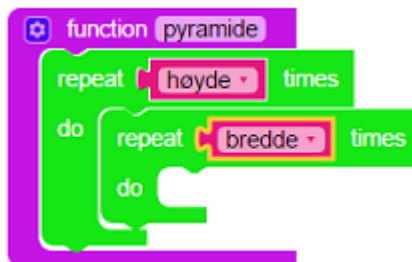 function pyramide
repeat høyde times
do
repeat bredde times
do